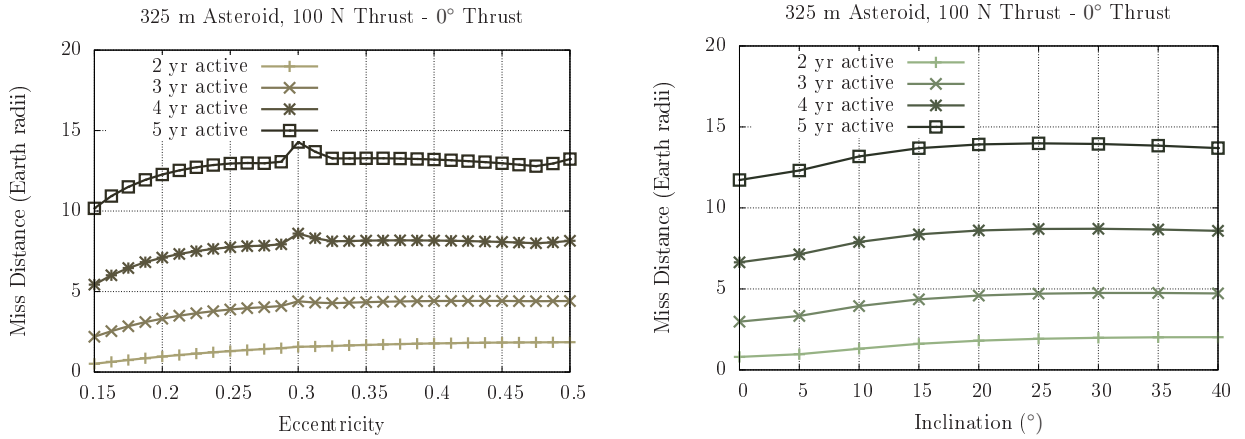 325 m Asteroid, 100 N Thrust - 0° Thrust
20
15
10
5
0
Miss Distance (Earth radii)
2 yr active
3 yr active
4 yr active
5 yr active
0.15 0.2 0.25 0.3 0.35 0.4 0.45 0.5
Eccentricity
325 m Asteroid, 100 N Thrust - 0° Thrust
20
15
10
5
0
Miss Distance (Earth radii)
2 yr active
3 yr active
4 yr active
5 yr active
0 5 10 15 20 25 30 35 40
Inclination (°)